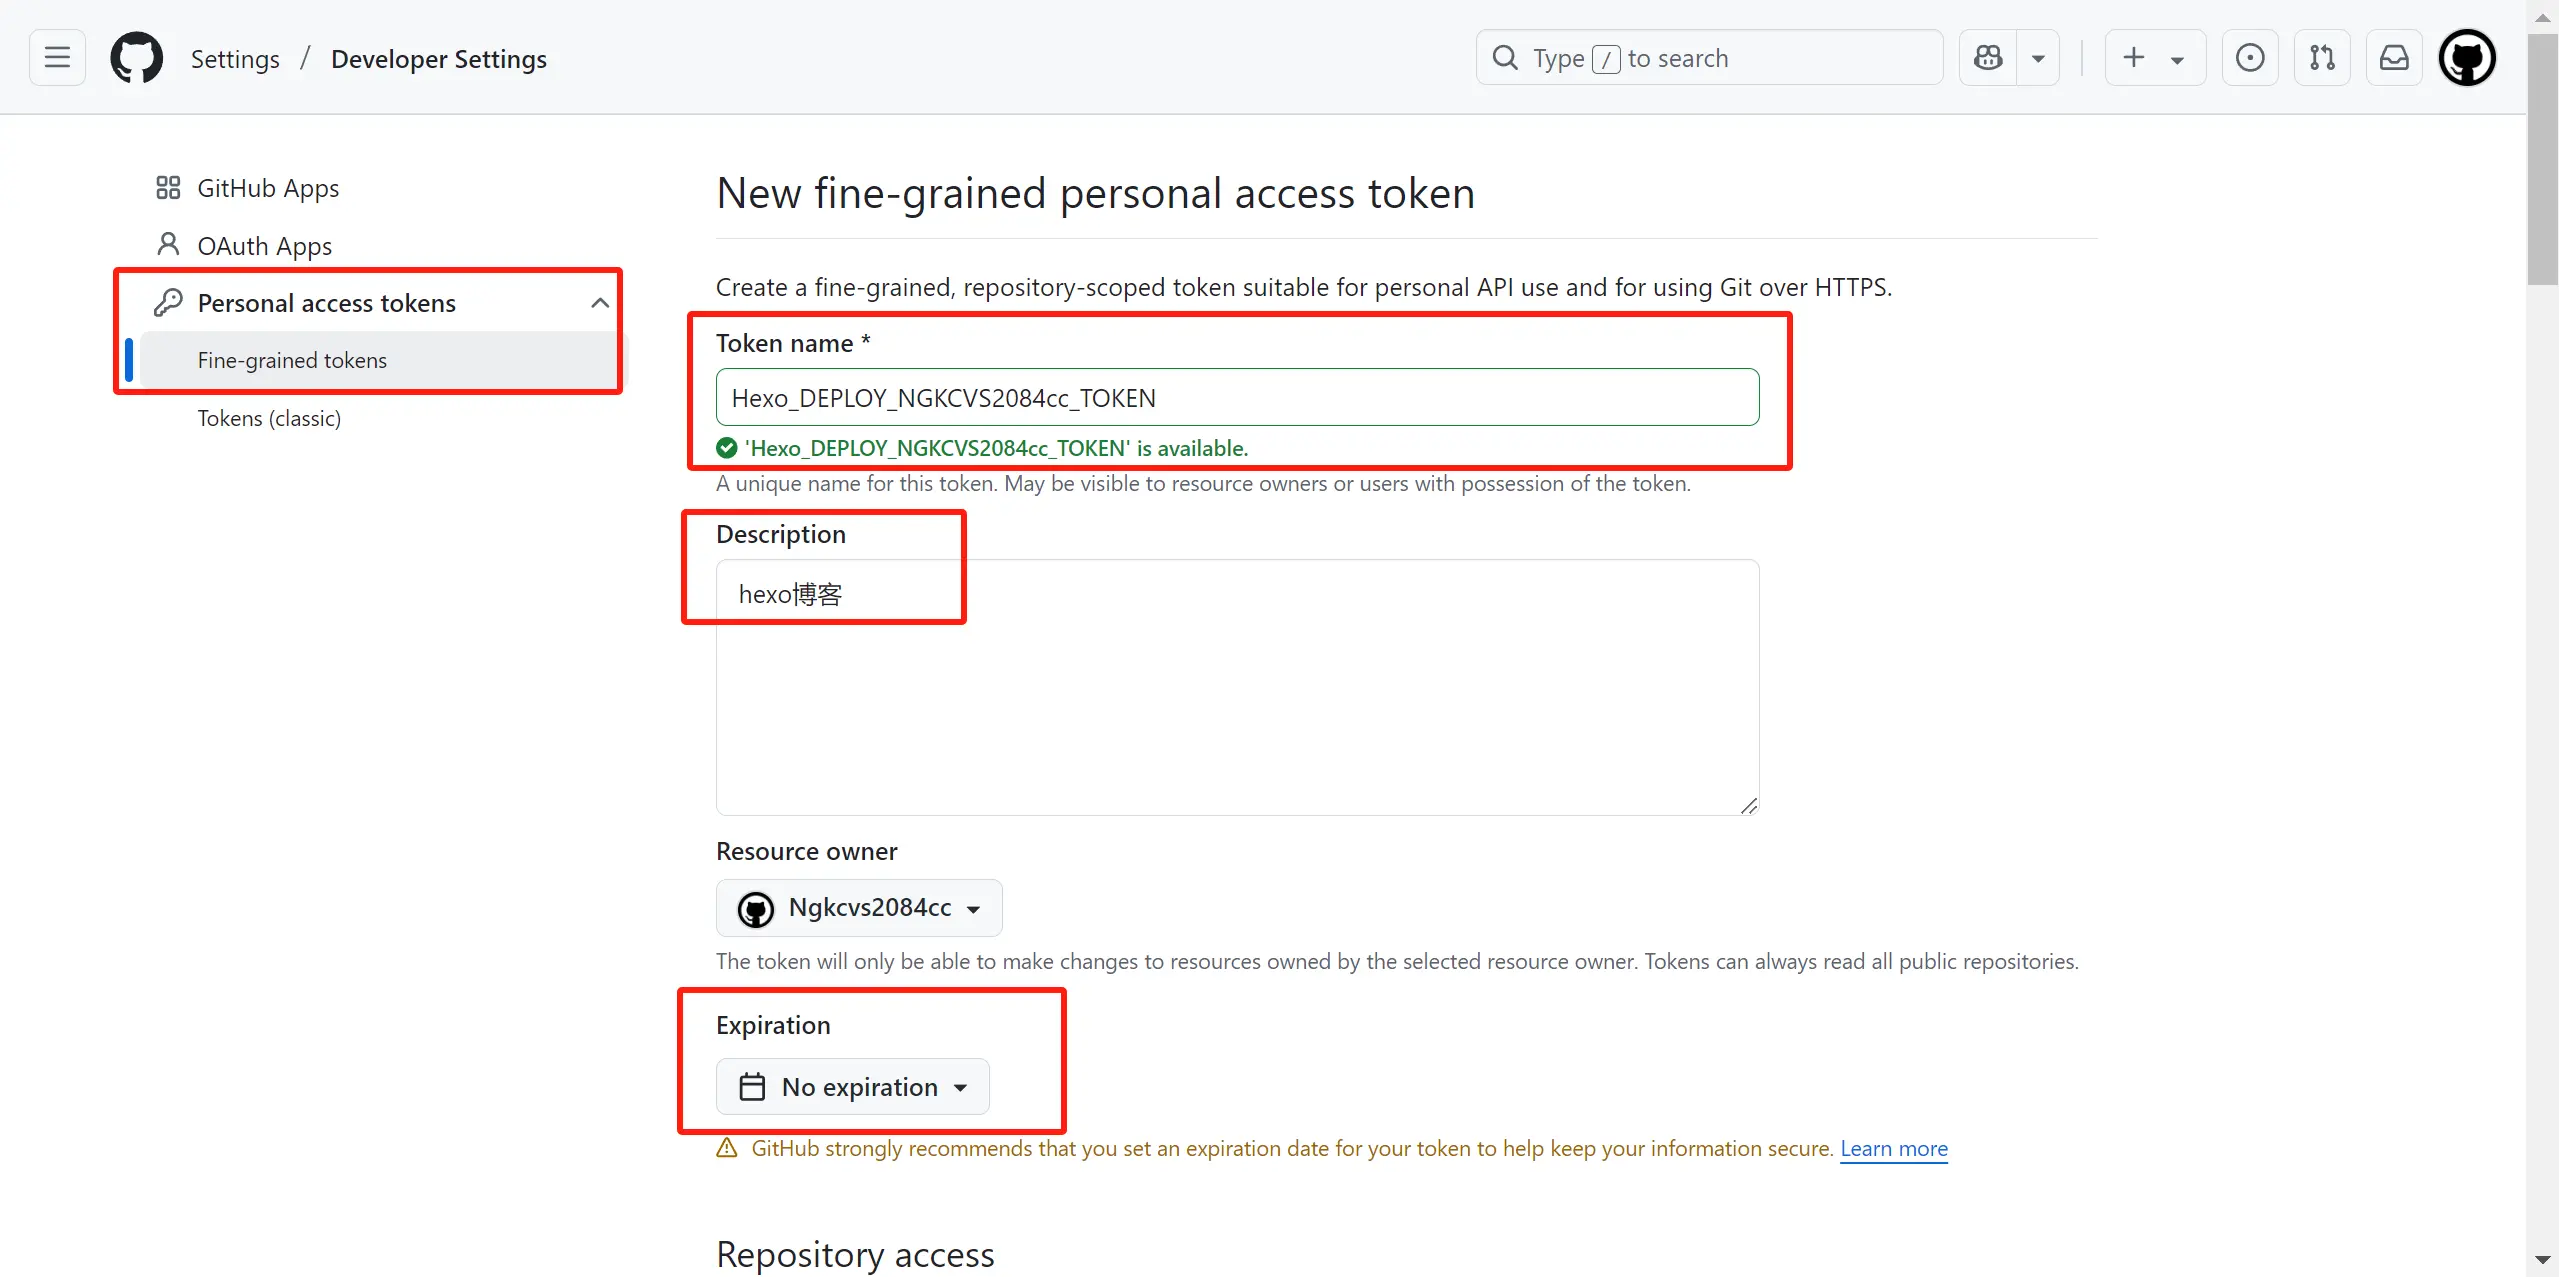 Settings / Developer Settings
Type / to search
GitHub Apps
OAuth Apps
Personal access tokens
Fine-grained tokens
Tokens (classic)
New fine-grained personal access token
Create a fine-grained, repository-scoped token suitable for personal API use and for using Git over HTTPS.
Token name *
Hexo_DEPLOY_NGKCVS2084cc_TOKEN
'Hexo_DEPLOY_NGKCVS2084cc_TOKEN' is available.
A unique name for this token. May be visible to resource owners or users with possession of the token.
Description
hexo博客
Resource owner
Ngkcvs2084cc
The token will only be able to make changes to resources owned by the selected resource owner. Tokens can always read all public repositories.
Expiration
No expiration
GitHub strongly recommends that you set an expiration date for your token to help keep your information secure. Learn more
Repository access